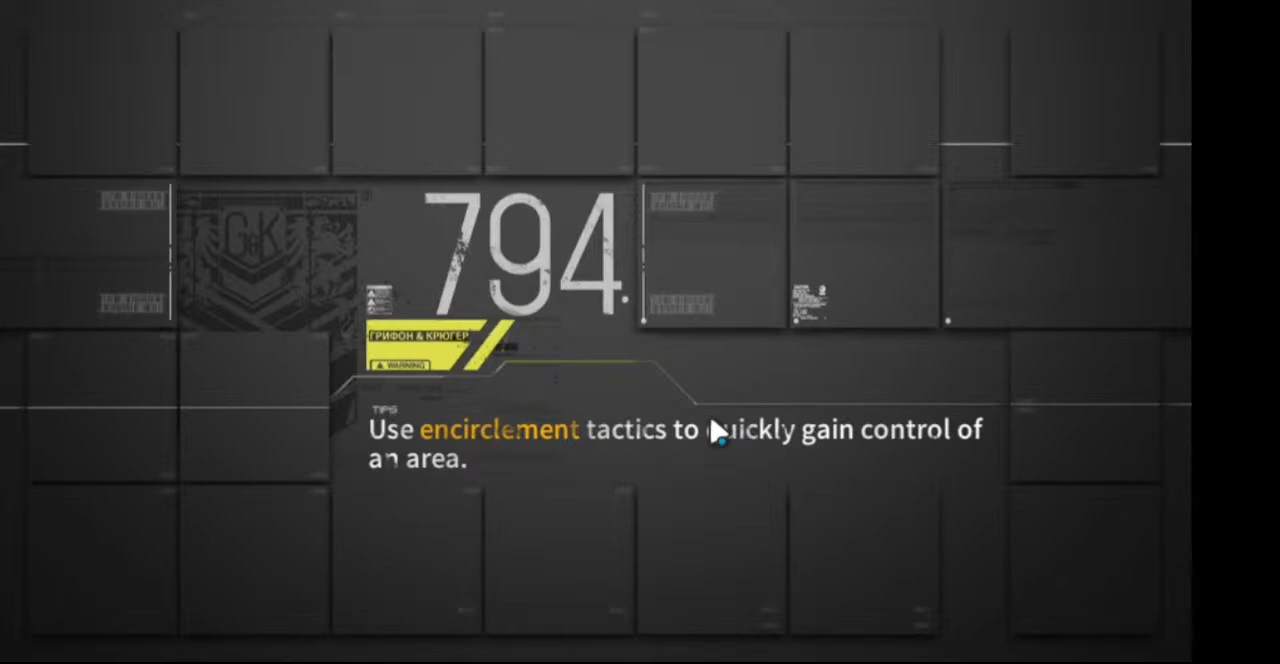 G&K
794.
ГРИФОН & КРЮГЕР
WARNING
TIPS
Use encirclement tactics to quickly gain control of
an area.